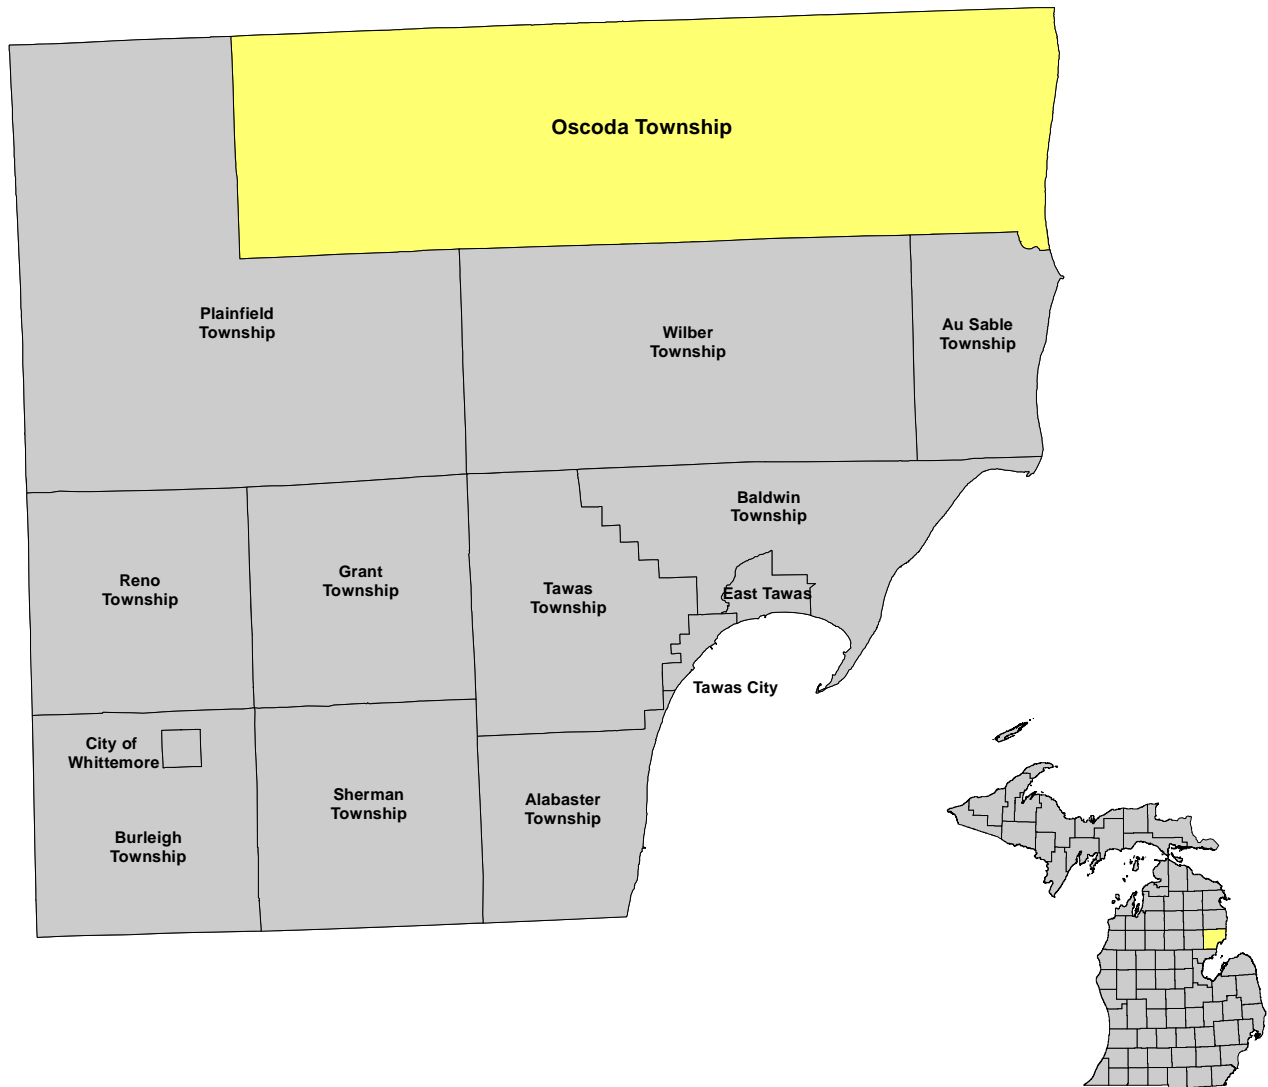 Oscoda Township
Plainfield
Township
Wilber
Township
Au Sable
Township
Baldwin
Township
Reno
Township
Grant
Township
Tawas
Township
East Tawas
Tawas City
City of
Whittemore
Sherman
Township
Alabaster
Township
Burleigh
Township